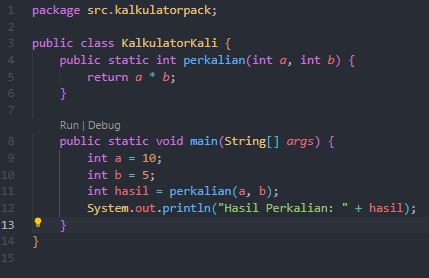 1 package src.kalkulatorpack;
2
3 public class KalkulatorKali {
4     public static int perkalian(int a, int b) {
5         return a * b;
6     }
7
Run | Debug
8     public static void main(String[] args) {
9         int a = 10;
10         int b = 5;
11         int hasil = perkalian(a, b);
12         System.out.println("Hasil Perkalian: " + hasil);
13     }
14 }
15